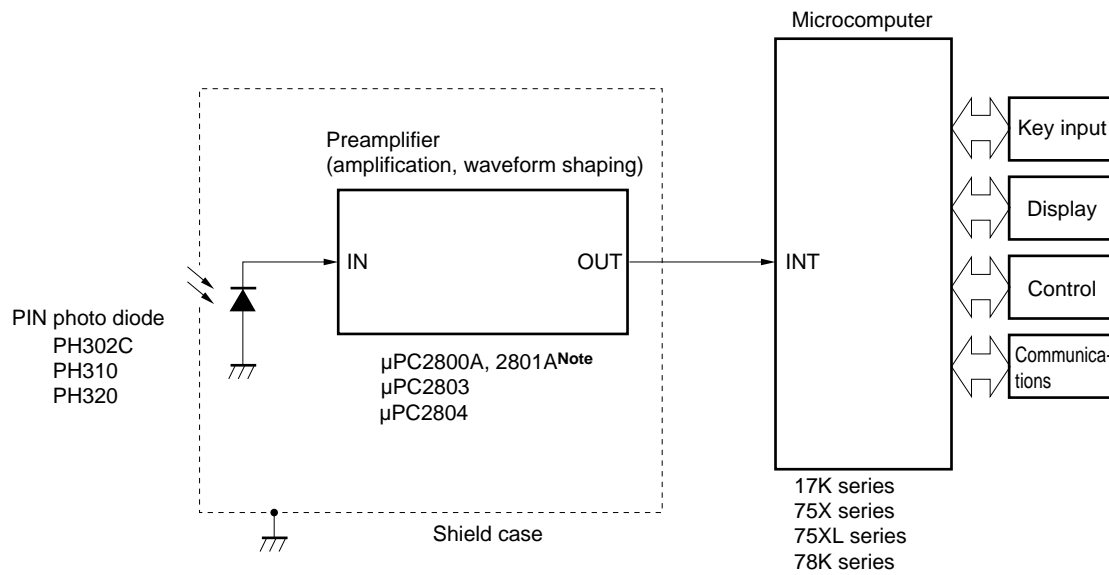 Microcomputer
Preamplifier
(amplification, waveform shaping)
IN
OUT
INT
PIN photo diode
PH302C
PH310
PH320
µPC2800A, 2801ANote
µPC2803
µPC2804
Shield case
17K series
75X series
75XL series
78K series
Key input
Display
Control
Communica-
tions